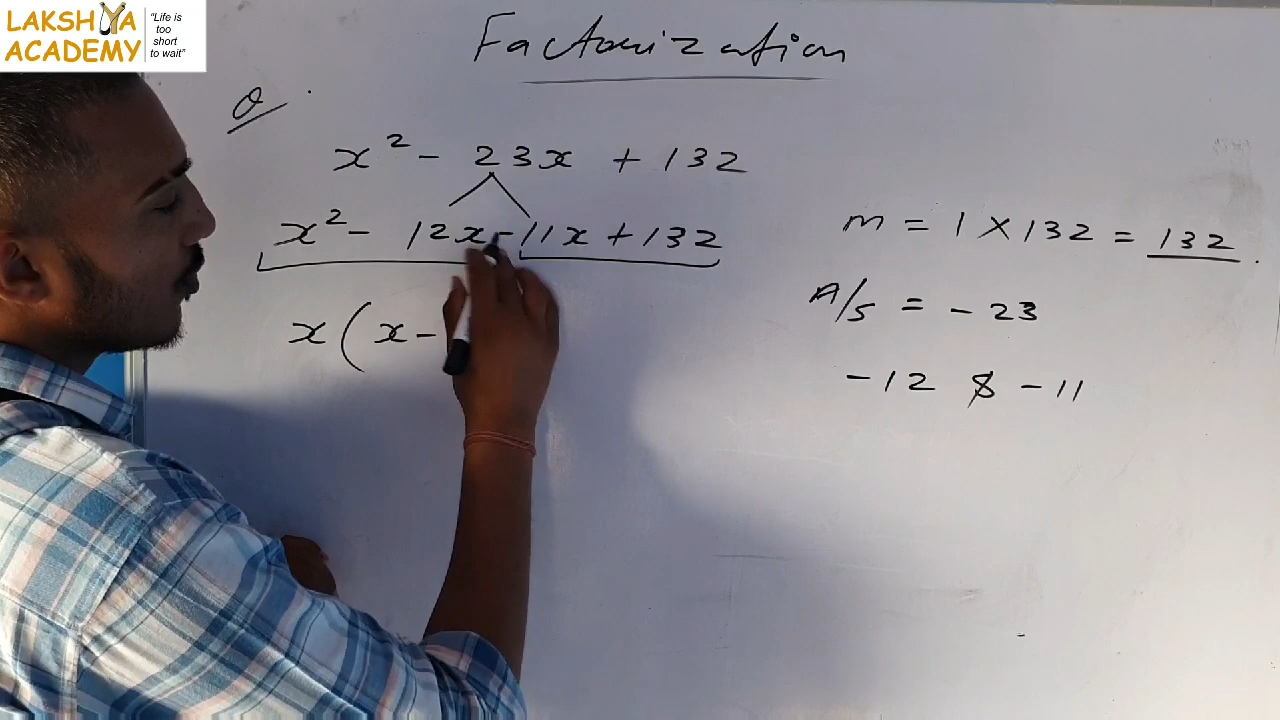 LAKSHYA
ACADEMY
"Life is
too
short
to wait"
Factorization
Q.
x² - 23x + 132
x² - 12x - 11x + 132
x(x -
m = 1 × 132 = 132.
A/S = - 23
- 12 & - 11